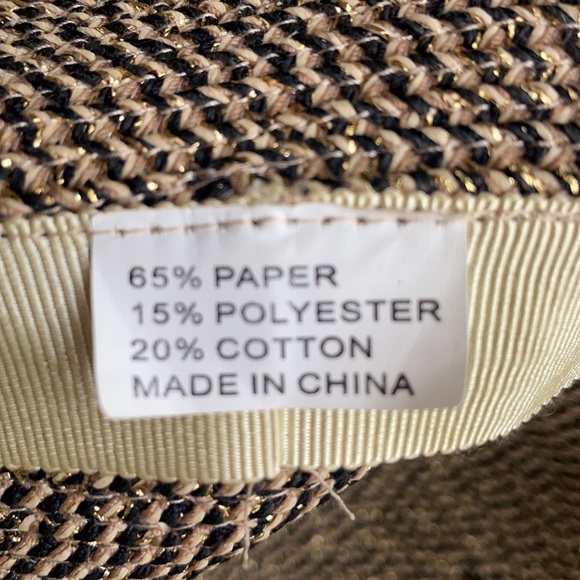 65% PAPER
15% POLYESTER
20% COTTON
MADE IN CHINA